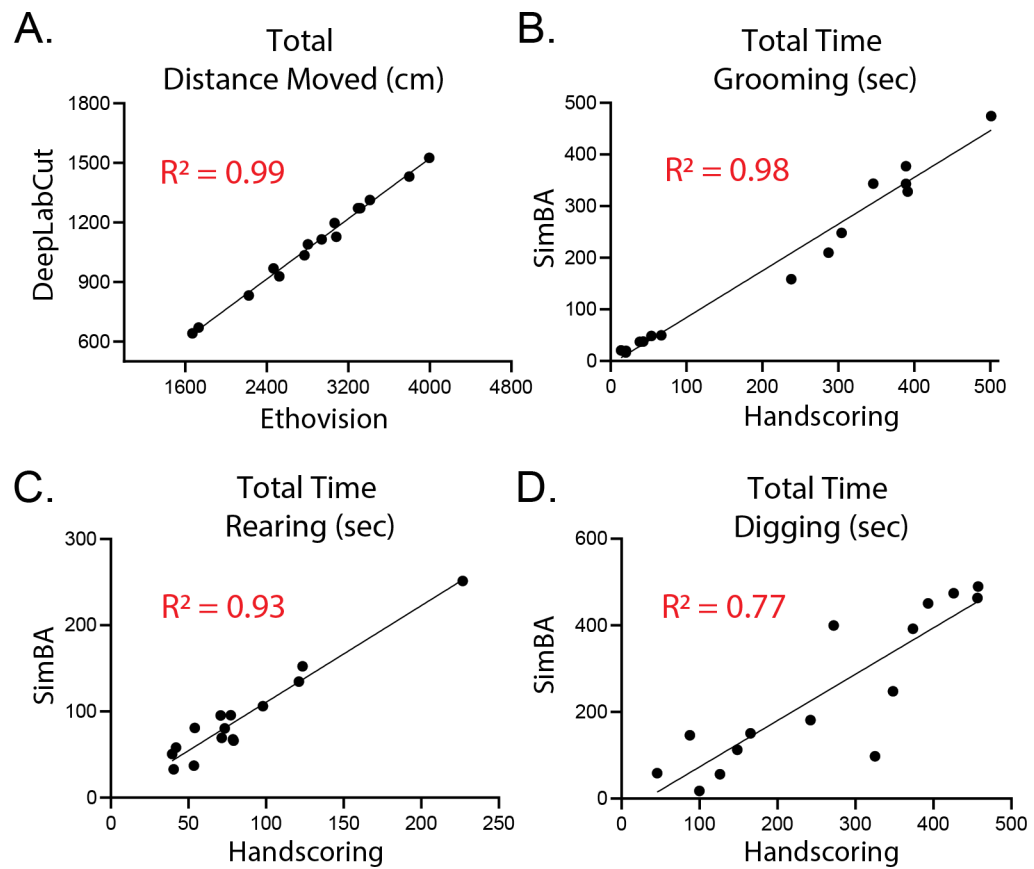 A.
Total
Distance Moved (cm)
1800
1500
1200
900
600
DeepLabCut
R² = 0.99
1600 2400 3200 4000 4800
Ethovision
B.
Total Time
Grooming (sec)
500
400
300
200
100
0
SimBA
R² = 0.98
0 100 200 300 400 500
Handscoring
C.
Total Time
Rearing (sec)
300
200
100
0
SimBA
R² = 0.93
0 50 100 150 200 250
Handscoring
D.
Total Time
Digging (sec)
600
400
200
0
SimBA
R² = 0.77
0 100 200 300 400 500
Handscoring